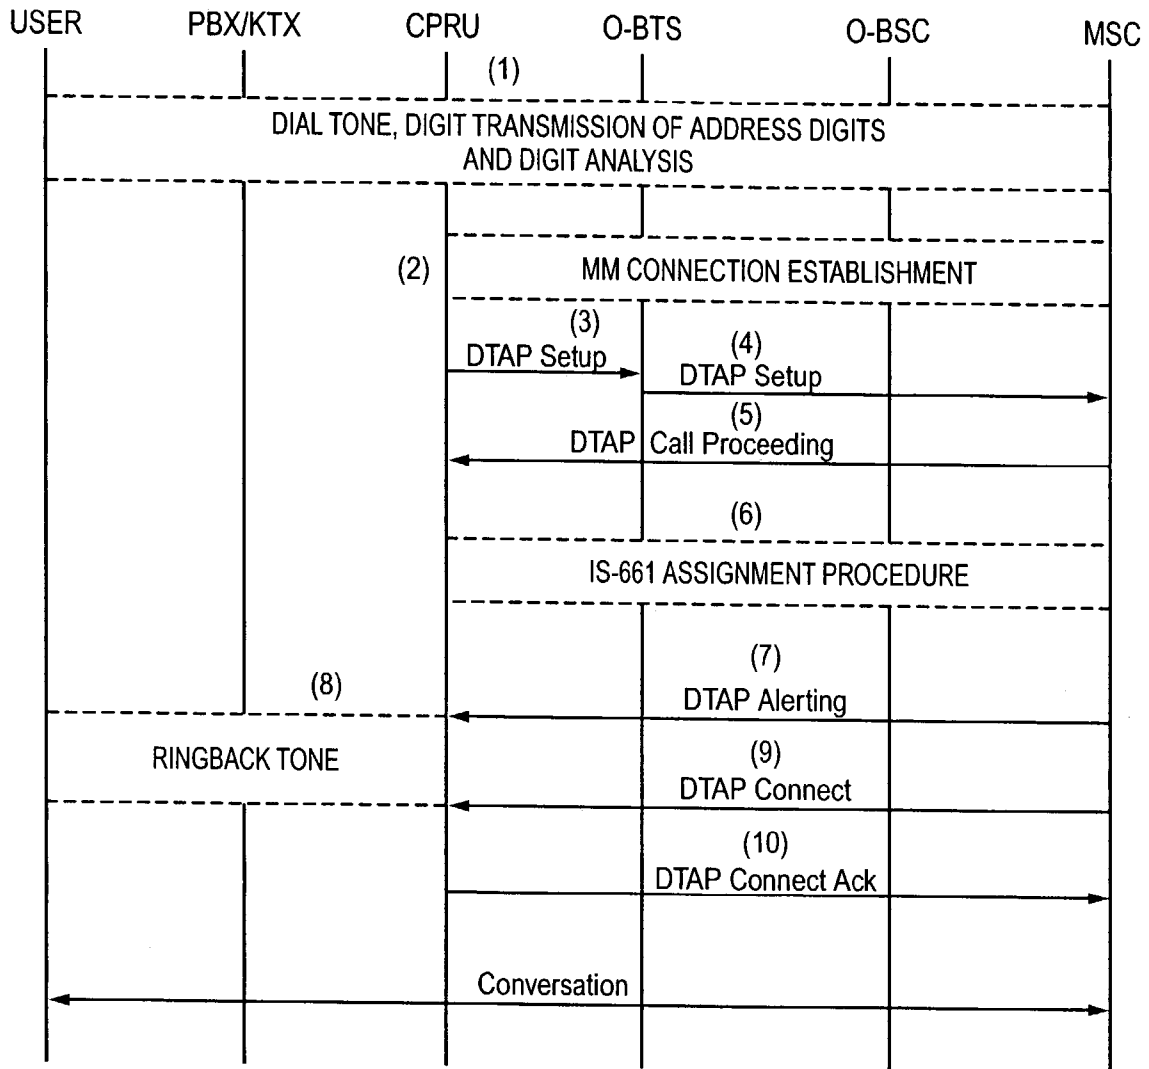 USER PBX/KTX CPRU O-BTS O-BSC MSC
(1)
DIAL TONE, DIGIT TRANSMISSION OF ADDRESS DIGITS
AND DIGIT ANALYSIS
(2)
MM CONNECTION ESTABLISHMENT
(3)
DTAP Setup
(4)
DTAP Setup
(5)
DTAP Call Proceeding
(6)
IS-661 ASSIGNMENT PROCEDURE
(7)
DTAP Alerting
(8)
RINGBACK TONE
(9)
DTAP Connect
(10)
DTAP Connect Ack
Conversation